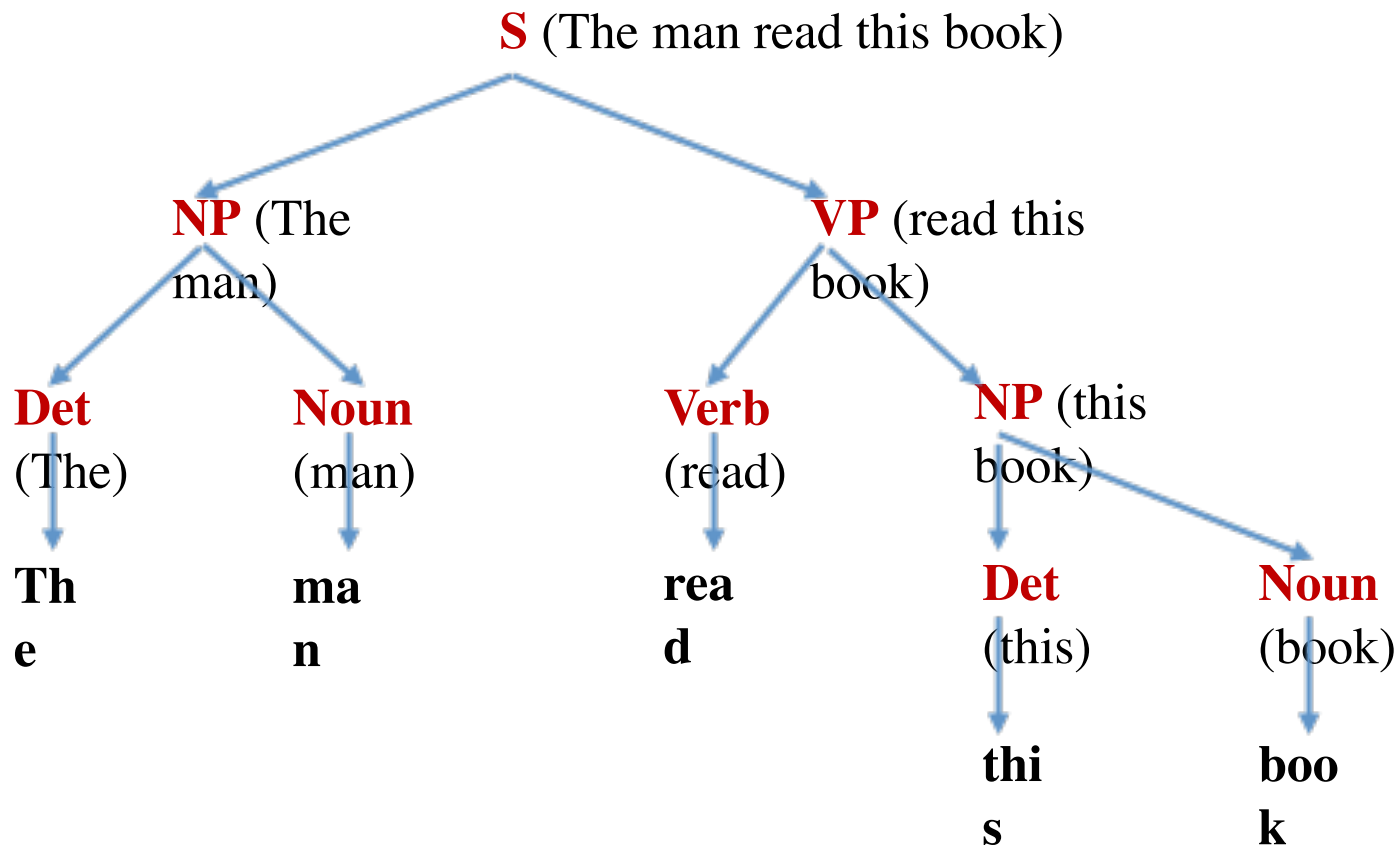 S (The man read this book)
NP (The
man)
VP (read this
book)
Det
(The)
Noun
(man)
Verb
(read)
NP (this
book)
Th
e
ma
n
rea
d
Det
(this)
Noun
(book)
thi
s
boo
k